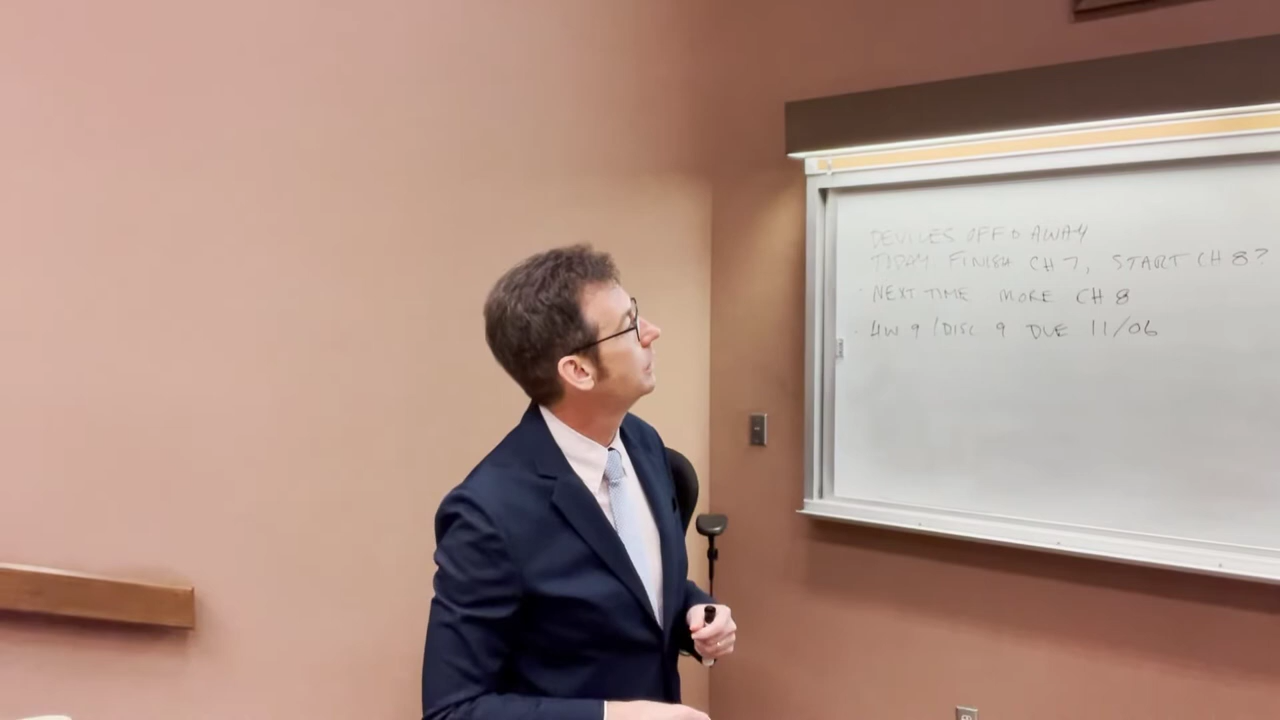 DEVICES OFF & AWAY
TODAY. FINISH CH 7, START CH 8?
· NEXT TIME MORE CH 8
· HW 9 / DISC 9 DUE 11/06